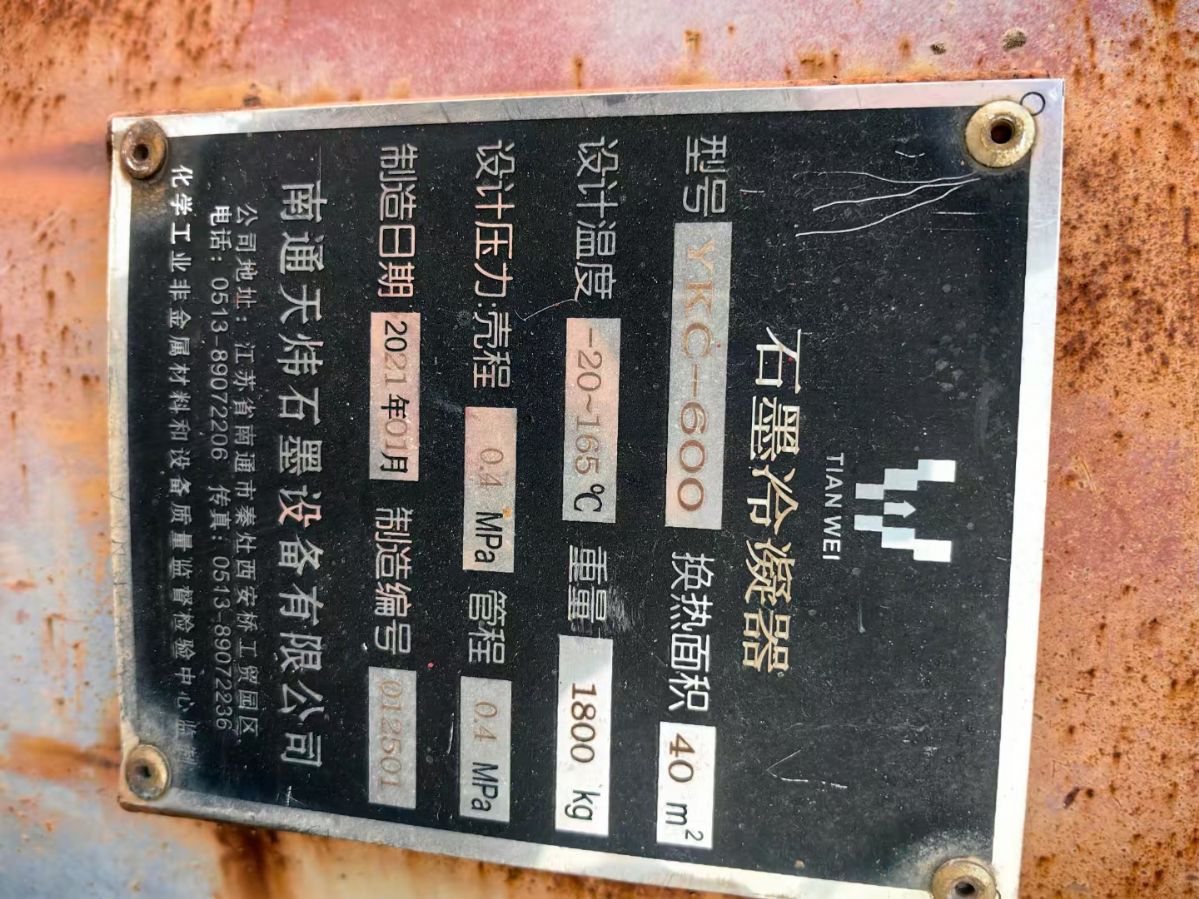 TIANWEI
石墨冷凝器
型号 YKC-600 换热面积 40 m²
设计温度 -20~165℃ 重量 1800 kg
设计压力:壳程 0.4 MPa 管程 0.4 MPa
制造日期 2021年01月 制造编号 012501
南通天炜石墨设备有限公司
公司地址:江苏省南通市秦灶西安桥工贸园区
电话:0513-89072206 传真:0513-89072236
化学工业非金属材料和设备质量监督检验中心监制